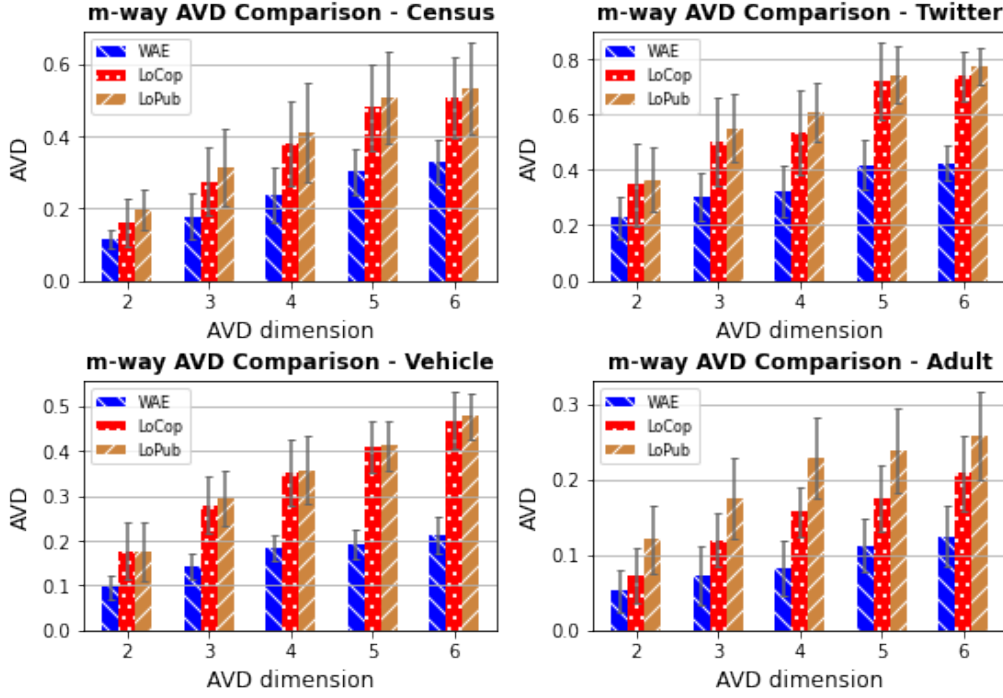 m-way AVD Comparison - Census
AVD
0.6
0.4
0.2
0.0
WAE
LoCop
LoPub
2 3 4 5 6
AVD dimension
m-way AVD Comparison - Twitter
AVD
0.8
0.6
0.4
0.2
0.0
WAE
LoCop
LoPub
2 3 4 5 6
AVD dimension
m-way AVD Comparison - Vehicle
AVD
0.5
0.4
0.3
0.2
0.1
0.0
WAE
LoCop
LoPub
2 3 4 5 6
AVD dimension
m-way AVD Comparison - Adult
AVD
0.3
0.2
0.1
0.0
WAE
LoCop
LoPub
2 3 4 5 6
AVD dimension